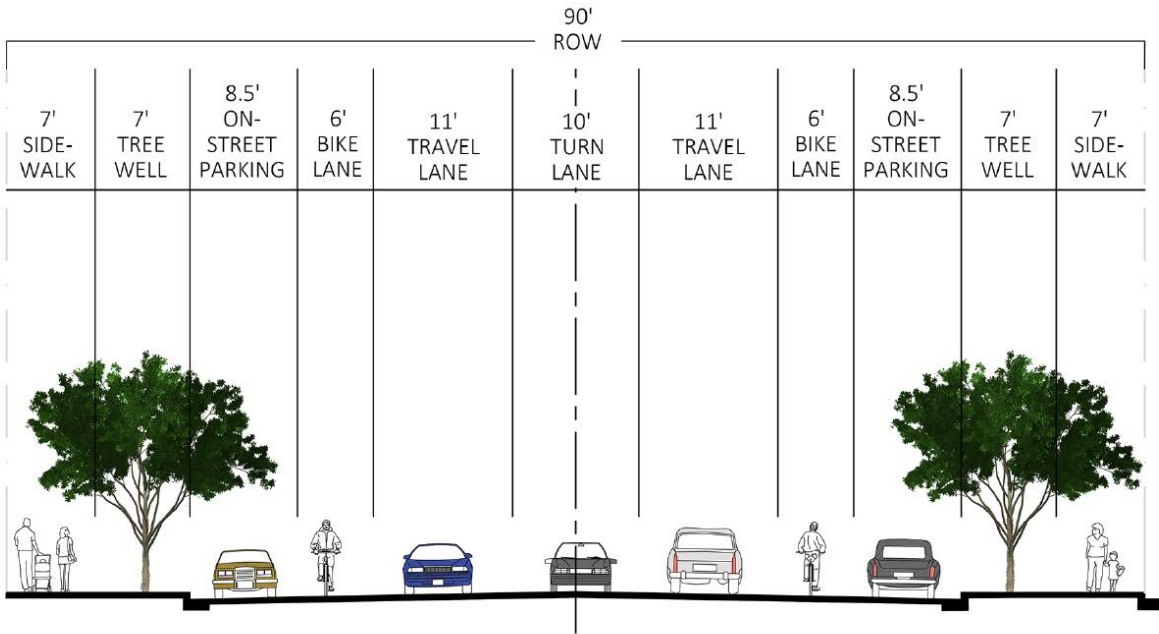 90'
ROW
7'
SIDE-
WALK
7'
TREE
WELL
8.5'
ON-
STREET
PARKING
6'
BIKE
LANE
11'
TRAVEL
LANE
10'
TURN
LANE
11'
TRAVEL
LANE
6'
BIKE
LANE
8.5'
ON-
STREET
PARKING
7'
TREE
WELL
7'
SIDE-
WALK